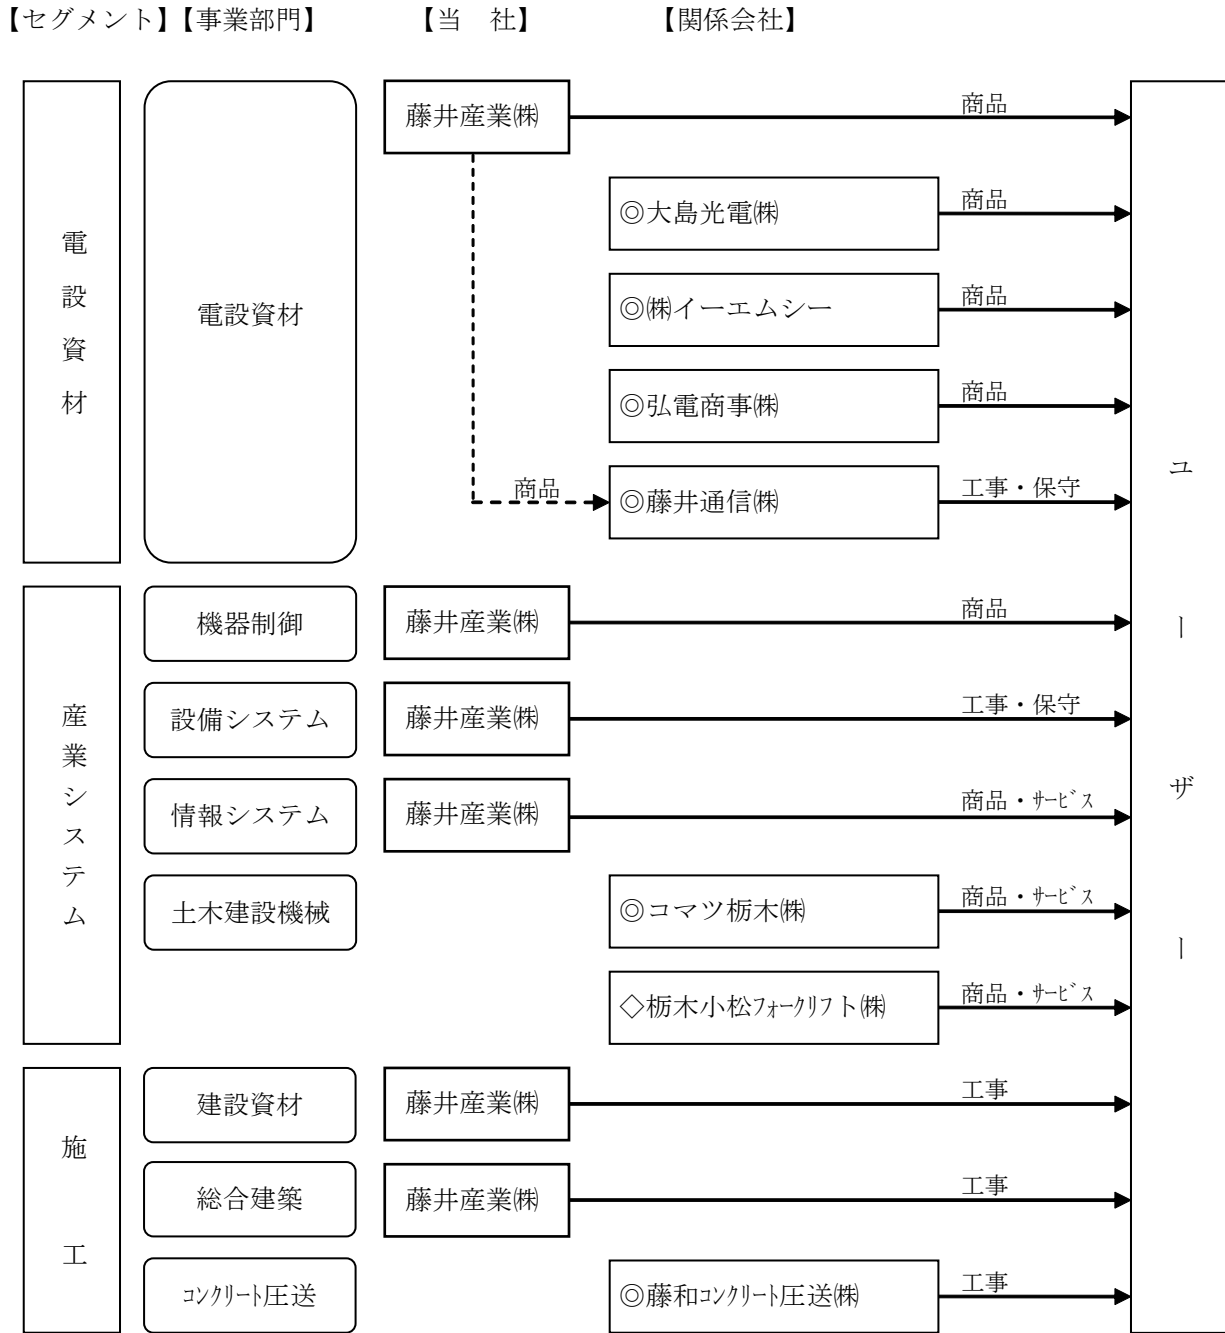 【セグメント】【事業部門】 【当　社】 【関係会社】
電設資材
電設資材
藤井産業㈱
商品
◎大島光電㈱
商品
◎㈱イーエムシー
商品
◎弘電商事㈱
商品
商品
◎藤井通信㈱
工事・保守
産業システム
機器制御
藤井産業㈱
商品
設備システム
藤井産業㈱
工事・保守
情報システム
藤井産業㈱
商品・ｻｰﾋﾞｽ
土木建設機械
◎コマツ栃木㈱
商品・ｻｰﾋﾞｽ
◇栃木小松ﾌｫｰｸﾘﾌﾄ㈱
商品・ｻｰﾋﾞｽ
施工
建設資材
藤井産業㈱
工事
総合建築
藤井産業㈱
工事
ｺﾝｸﾘｰﾄ圧送
◎藤和ｺﾝｸﾘｰﾄ圧送㈱
工事
ユーザー